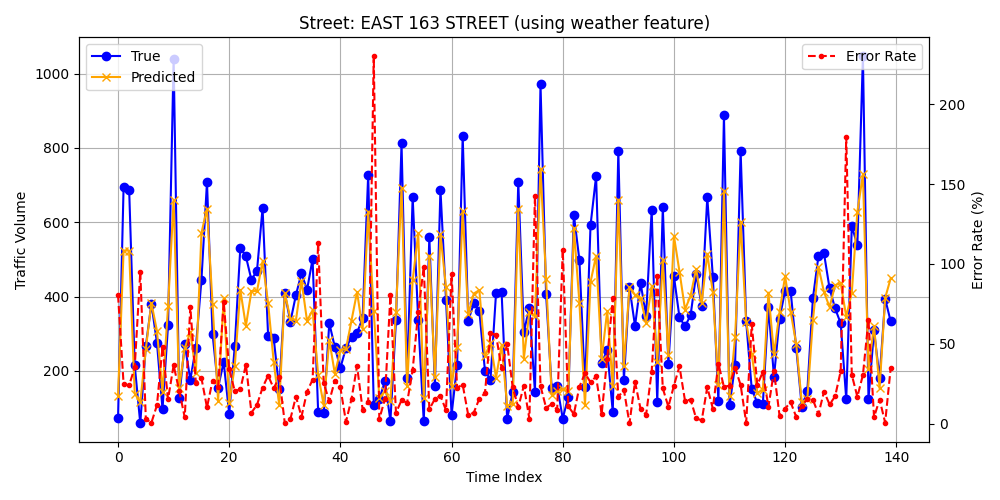 Street: EAST 163 STREET (using weather feature)
True
Predicted
Error Rate
Traffic Volume
1000
800
600
400
200
200
150
100
50
0
Error Rate (%)
0 20 40 60 80 100 120 140
Time Index